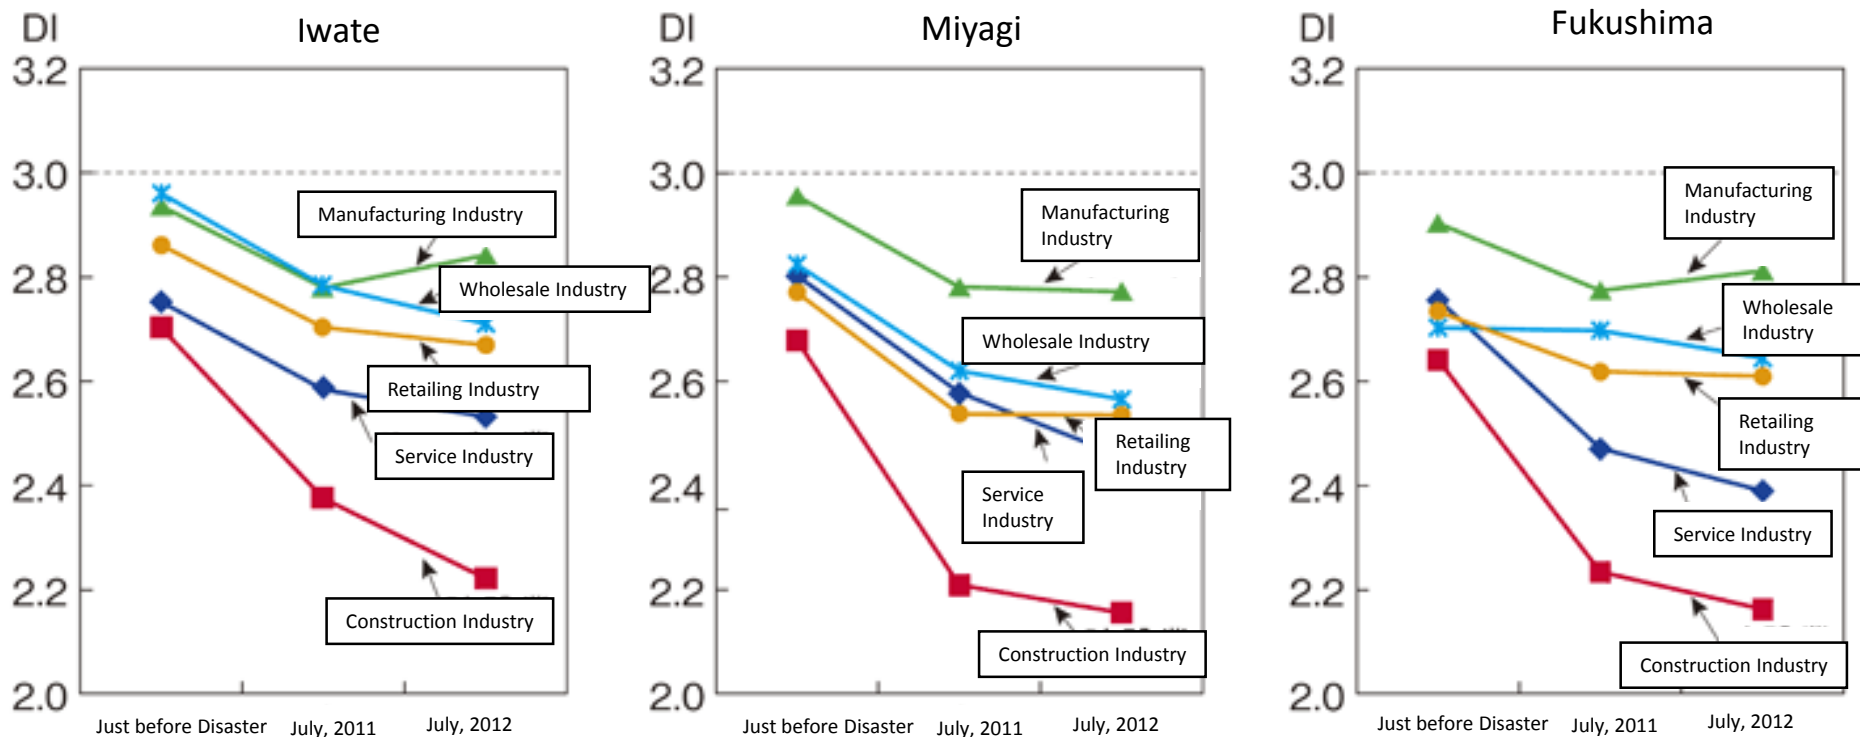 DI
Iwate
3.2
3.0
2.8
2.6
2.4
2.2
2.0
Manufacturing Industry
Wholesale Industry
Retailing Industry
Service Industry
Construction Industry
Just before Disaster
July, 2011
July, 2012
DI
Miyagi
3.2
3.0
2.8
2.6
2.4
2.2
2.0
Manufacturing
Industry
Wholesale Industry
Retailing
Industry
Service
Industry
Construction Industry
Just before Disaster
July, 2011
July, 2012
DI
Fukushima
3.2
3.0
2.8
2.6
2.4
2.2
2.0
Manufacturing
Industry
Wholesale
Industry
Retailing
Industry
Service Industry
Construction Industry
Just before Disaster
July, 2011
July, 2012